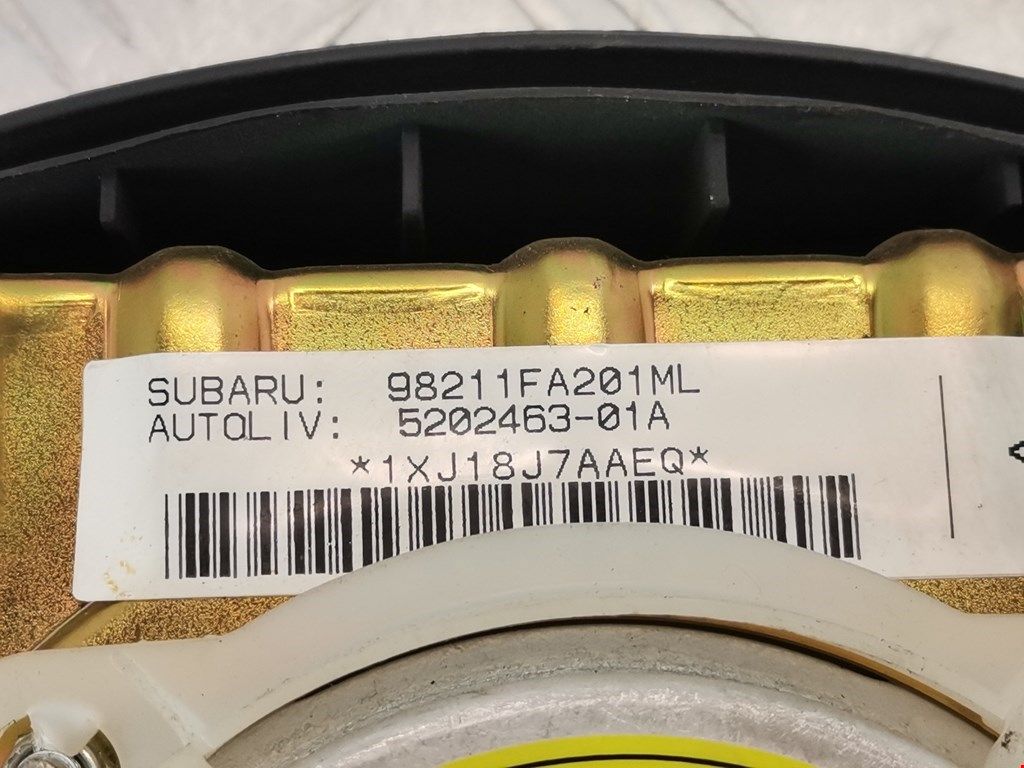 SUBARU: 98211FA201ML
AUTOLIV: 5202463-01A
*1XJ18J7AAEQ*